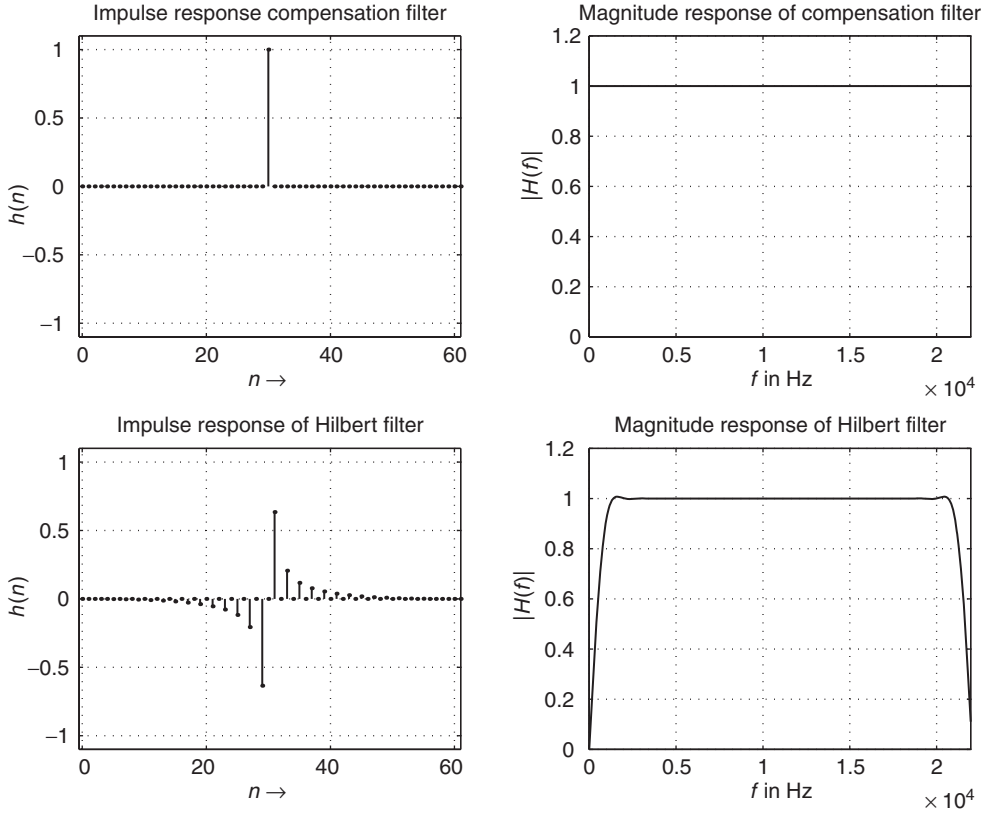 Impulse response compensation filter
1
0.5
0
−0.5
−1
h(n)
0 20 40 60
n →
Magnitude response of compensation filter
1.2
1
0.8
0.6
0.4
0.2
0
|H(f)|
0 0.5 1 1.5 2
f in Hz
× 10⁴
Impulse response of Hilbert filter
1
0.5
0
−0.5
−1
h(n)
0 20 40 60
n →
Magnitude response of Hilbert filter
1.2
1
0.8
0.6
0.4
0.2
0
|H(f)|
0 0.5 1 1.5 2
f in Hz
× 10⁴